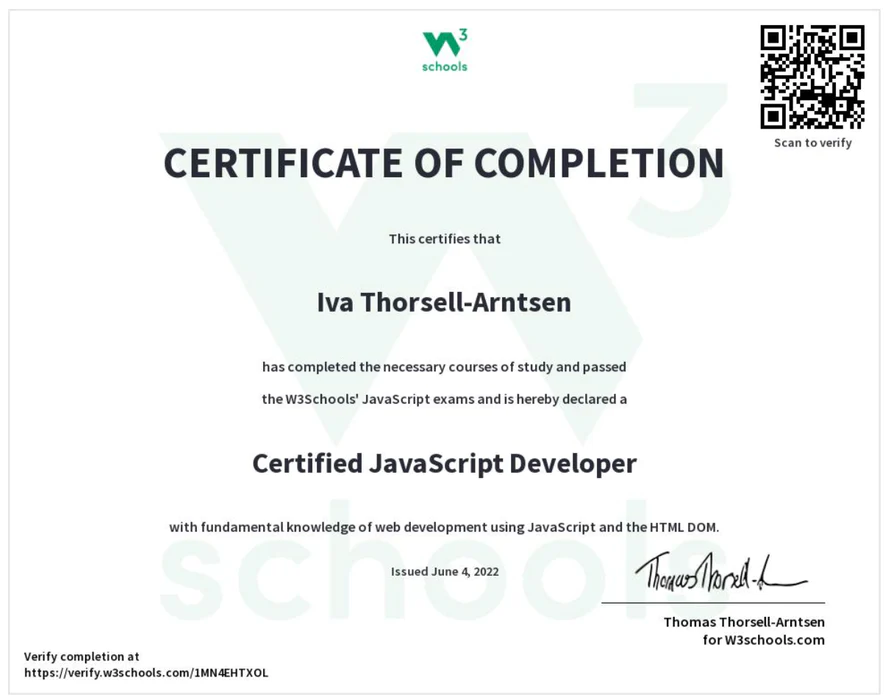 W3
schools
Scan to verify
CERTIFICATE OF COMPLETION
This certifies that
Iva Thorsell-Arntsen
has completed the necessary courses of study and passed
the W3Schools' JavaScript exams and is hereby declared a
Certified JavaScript Developer
with fundamental knowledge of web development using JavaScript and the HTML DOM.
Issued June 4, 2022
Thomas Thorsell-A
Thomas Thorsell-Arntsen
for W3schools.com
Verify completion at
https://verify.w3schools.com/1MN4EHTXOL